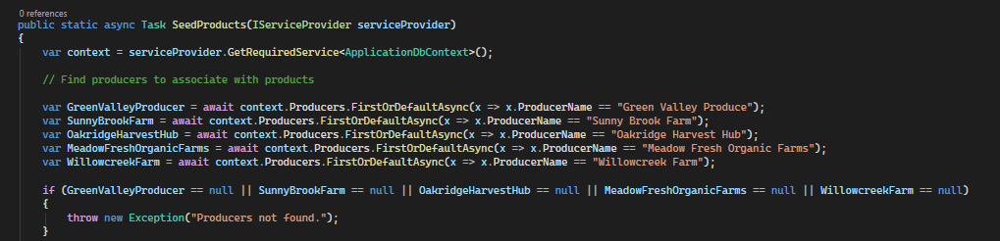 0 references
public static async Task SeedProducts(IServiceProvider serviceProvider)
{
    var context = serviceProvider.GetRequiredService<ApplicationDbContext>();
    // Find producers to associate with products
    var GreenValleyProducer = await context.Producers.FirstOrDefaultAsync(x => x.ProducerName == "Green Valley Produce");
    var SunnyBrookFarm = await context.Producers.FirstOrDefaultAsync(x => x.ProducerName == "Sunny Brook Farm");
    var OakridgeHarvestHub = await context.Producers.FirstOrDefaultAsync(x => x.ProducerName == "Oakridge Harvest Hub");
    var MeadowFreshOrganicFarms = await context.Producers.FirstOrDefaultAsync(x => x.ProducerName == "Meadow Fresh Organic Farms");
    var WillowcreekFarm = await context.Producers.FirstOrDefaultAsync(x => x.ProducerName == "Willowcreek Farm");
    if (GreenValleyProducer == null || SunnyBrookFarm == null || OakridgeHarvestHub == null || MeadowFreshOrganicFarms == null || WillowcreekFarm == null)
    {
        throw new Exception("Producers not found.");
    }